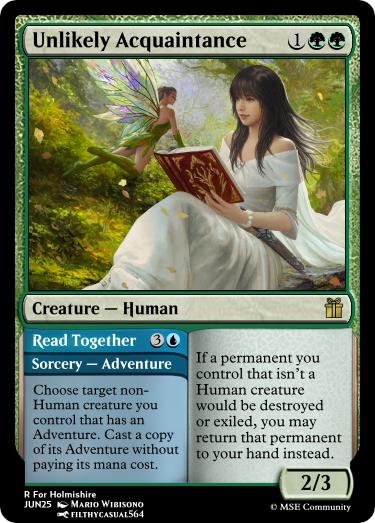 Unlikely Acquaintance 1
Creature — Human
Read Together 3
Sorcery — Adventure
Choose target non-
Human creature you
control that has an
Adventure. Cast a copy
of its Adventure without
paying its mana cost.
If a permanent you
control that isn't a
Human creature
would be destroyed
or exiled, you may
return that permanent
to your hand instead.
2/3
R For Holmishire
JUN25 Mario Wibisono
filthycasual564
© MSE Community